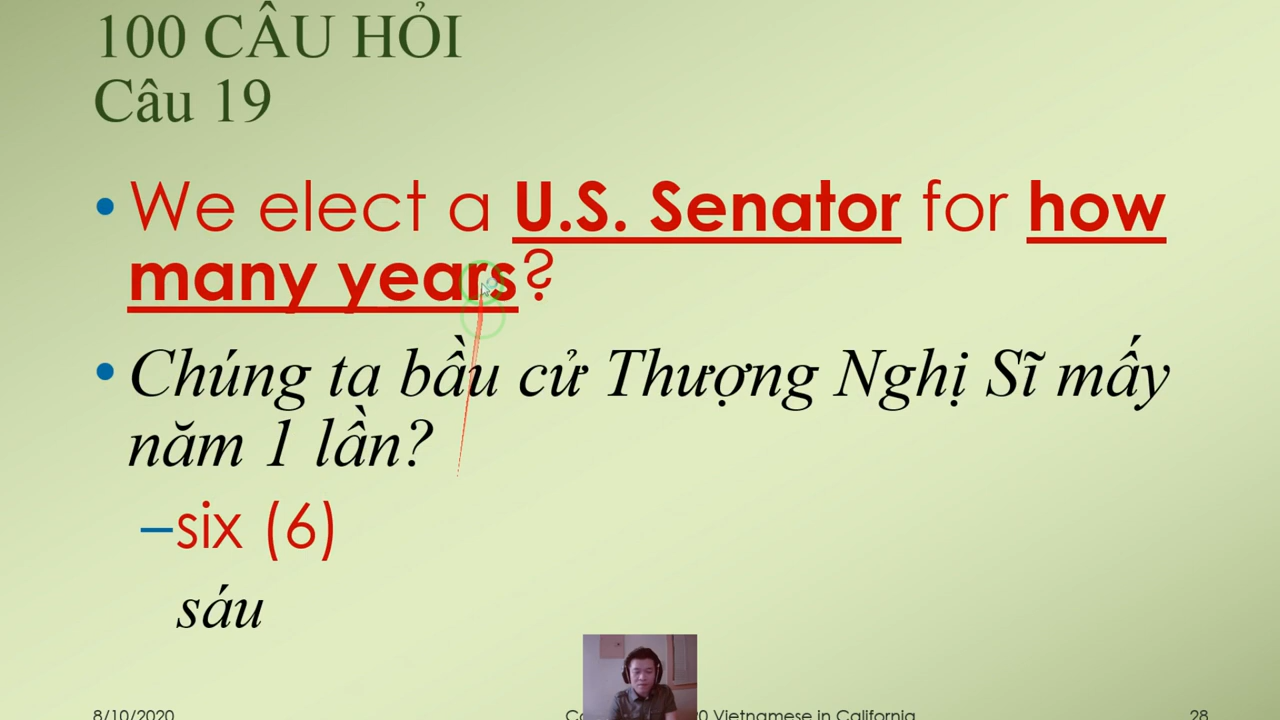 100 CÂU HỎI
Câu 19
• We elect a U.S. Senator for how
many years?
• Chúng ta bầu cử Thượng Nghị Sĩ mấy
năm 1 lần?
–six (6)
sáu
8/10/2020 Vietnamese in California 28